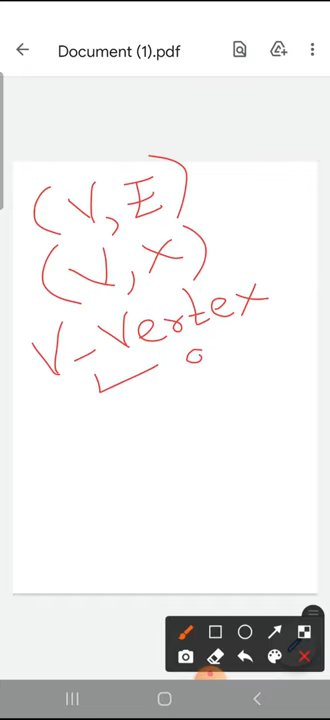 Document (1).pdf
(V, E)
(V, X)
V - Vertex
o